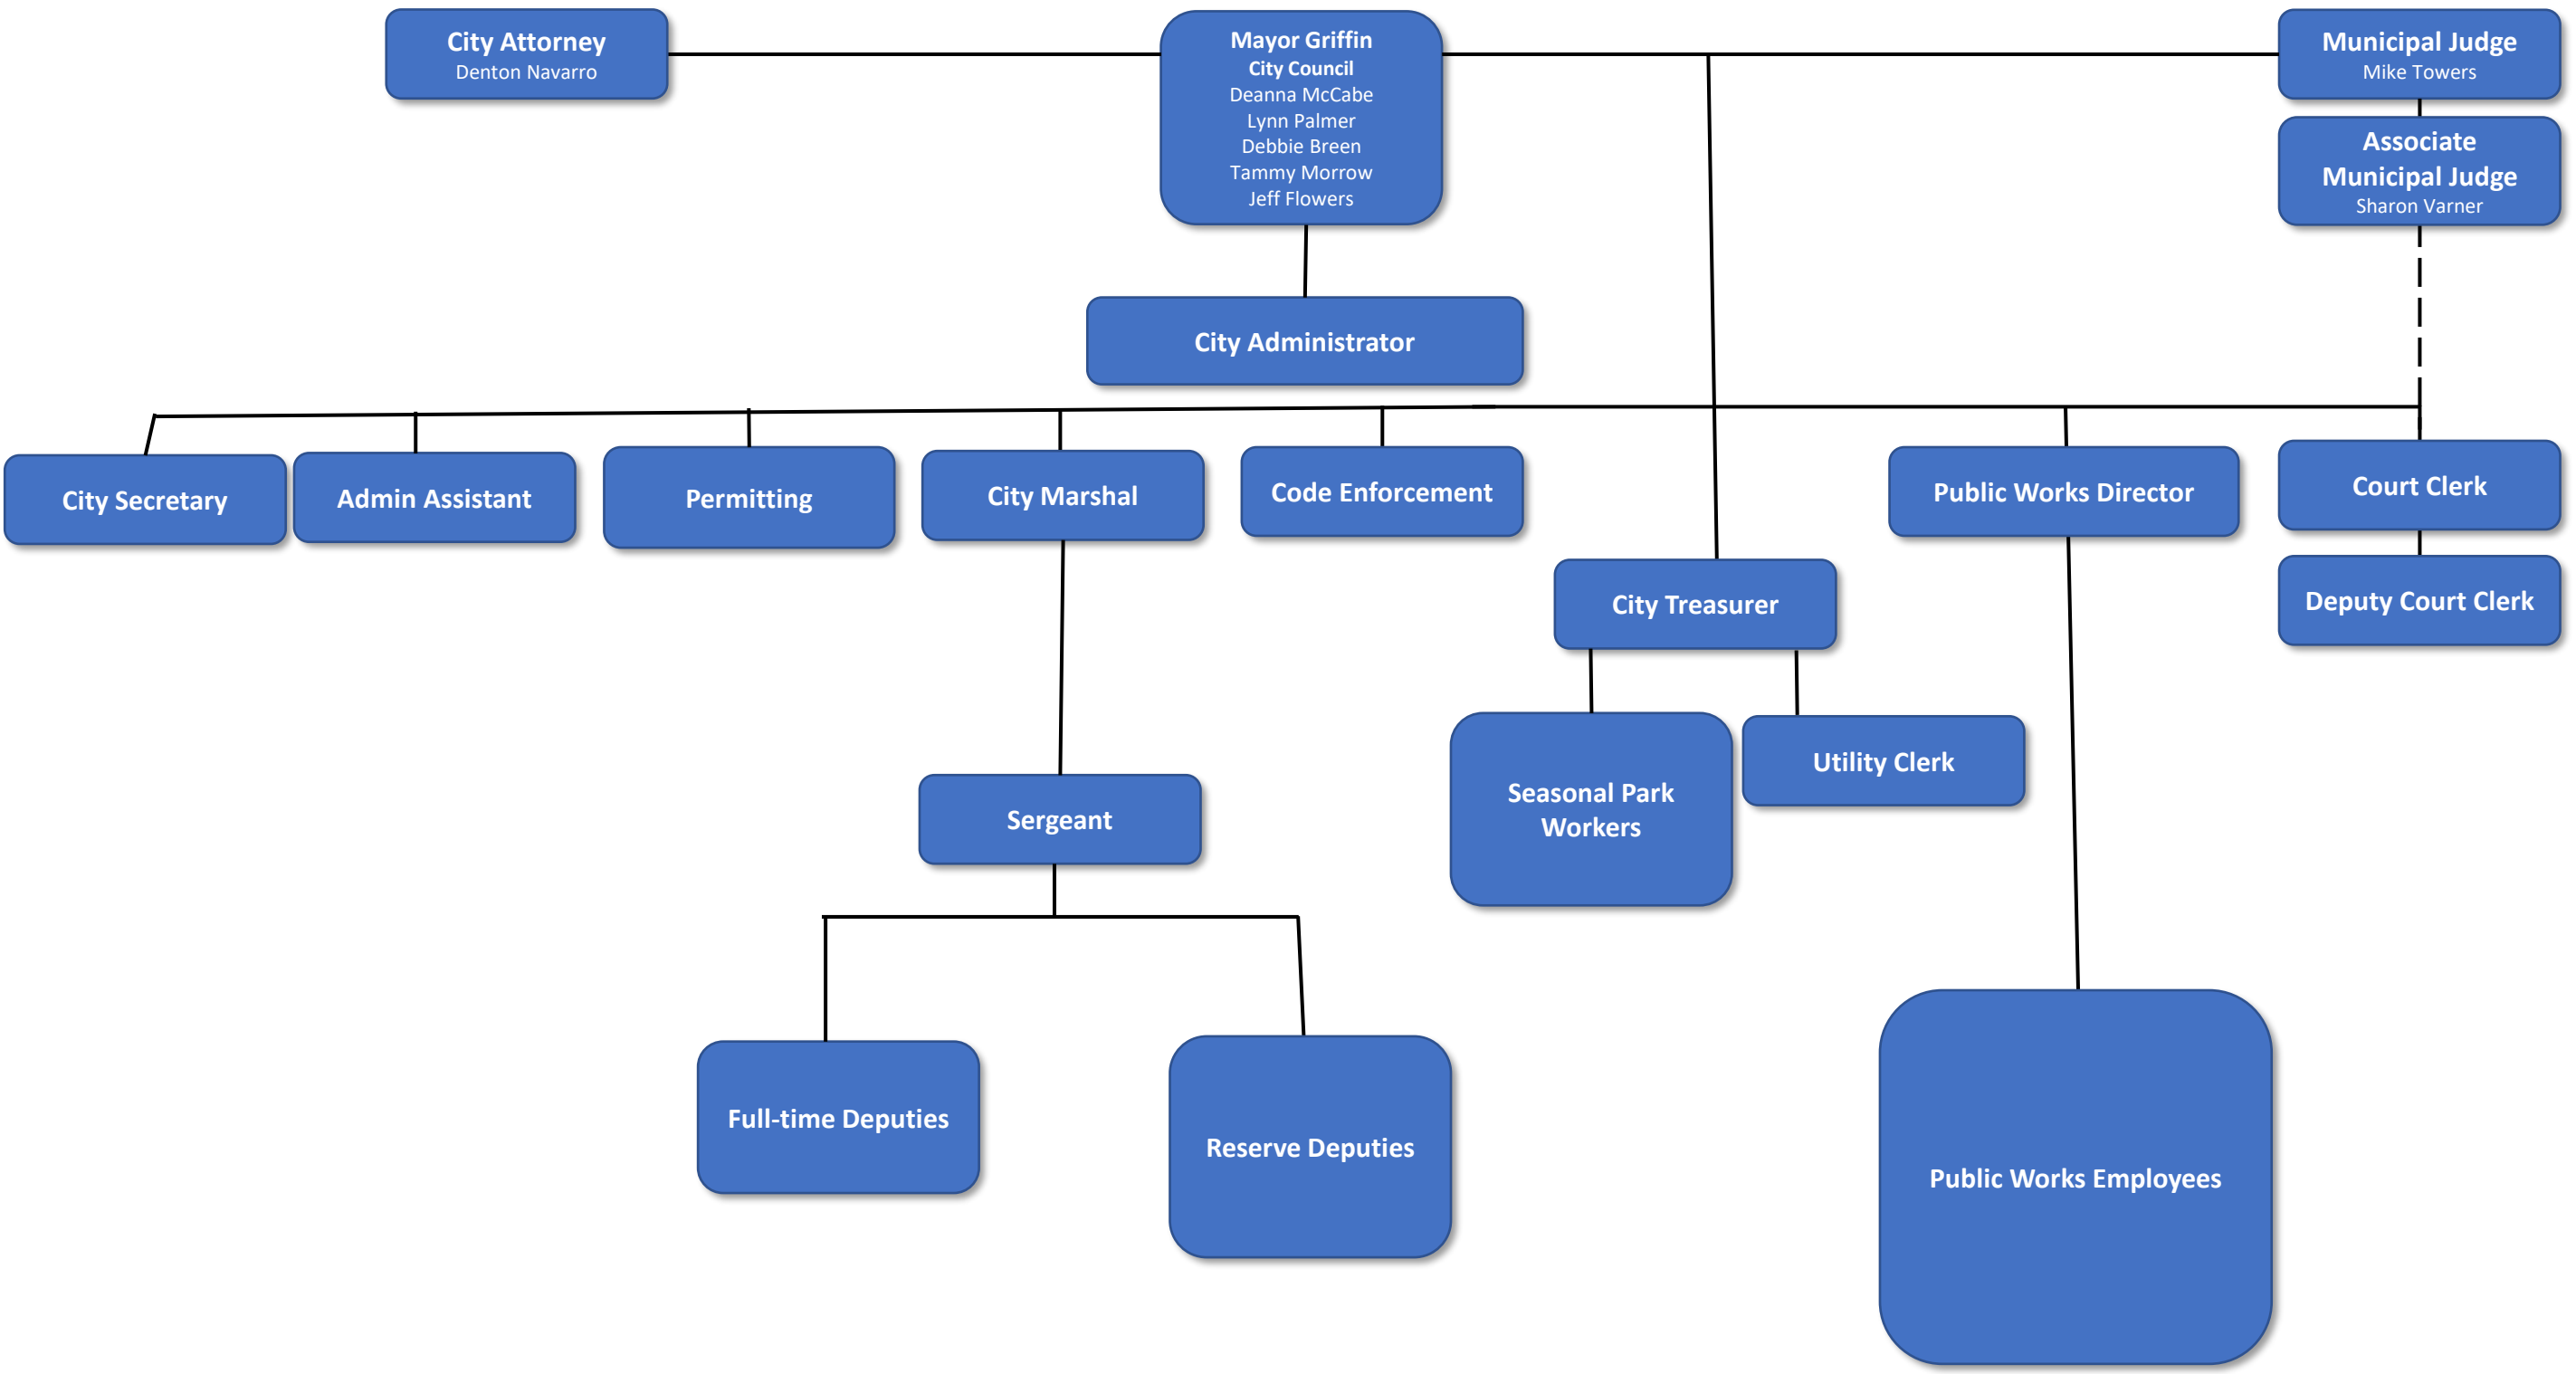 City Attorney
Denton Navarro
Mayor Griffin
City Council
Deanna McCabe
Lynn Palmer
Debbie Breen
Tammy Morrow
Jeff Flowers
Municipal Judge
Mike Towers
Associate
Municipal Judge
Sharon Varner
City Administrator
City Secretary
Admin Assistant
Permitting
City Marshal
Code Enforcement
Public Works Director
Court Clerk
City Treasurer
Deputy Court Clerk
Seasonal Park
Workers
Utility Clerk
Sergeant
Full-time Deputies
Reserve Deputies
Public Works Employees